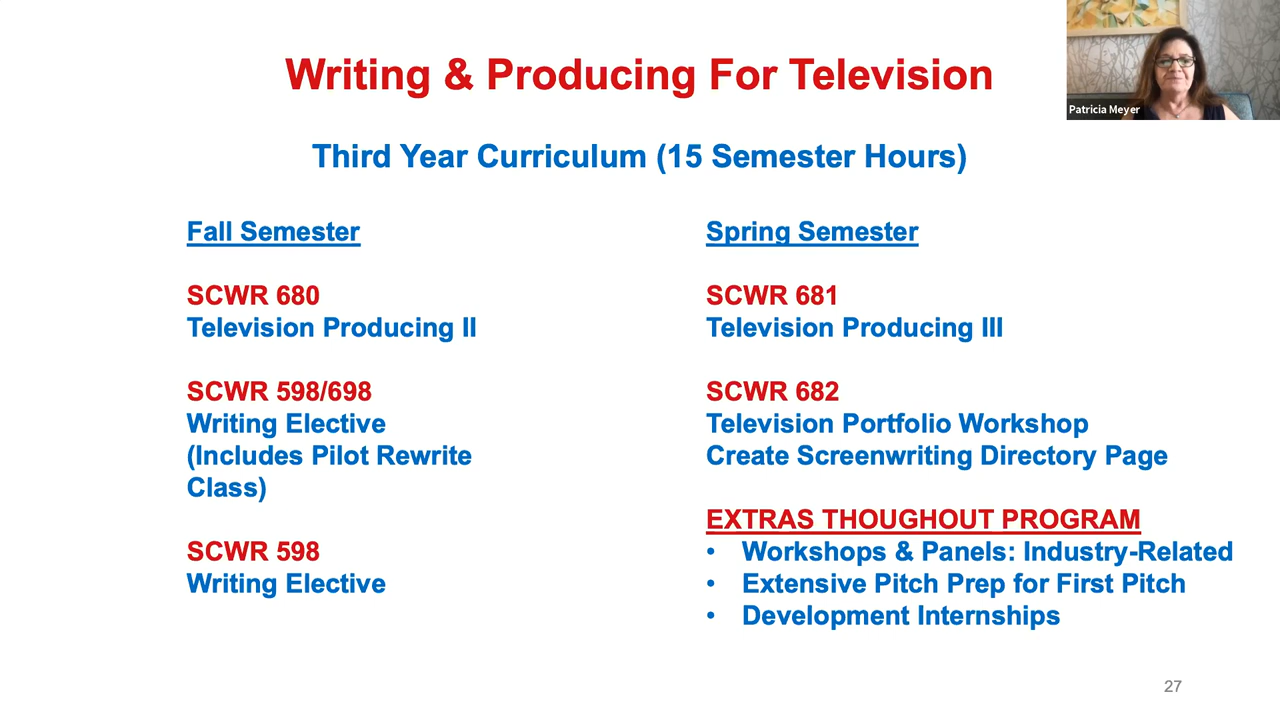 Writing & Producing For Television
Patricia Meyer
Third Year Curriculum (15 Semester Hours)
Fall Semester
SCWR 680
Television Producing II
SCWR 598/698
Writing Elective
(Includes Pilot Rewrite
Class)
SCWR 598
Writing Elective
Spring Semester
SCWR 681
Television Producing III
SCWR 682
Television Portfolio Workshop
Create Screenwriting Directory Page
EXTRAS THOUGHOUT PROGRAM
• Workshops & Panels: Industry-Related
• Extensive Pitch Prep for First Pitch
• Development Internships
27